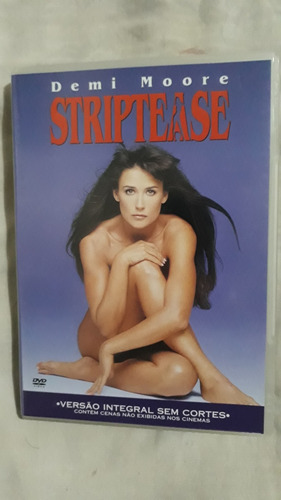 Demi Moore
STRIPTEASE
DVD
•VERSÃO INTEGRAL SEM CORTES•
CONTÉM CENAS NÃO EXIBIDAS NOS CINEMAS